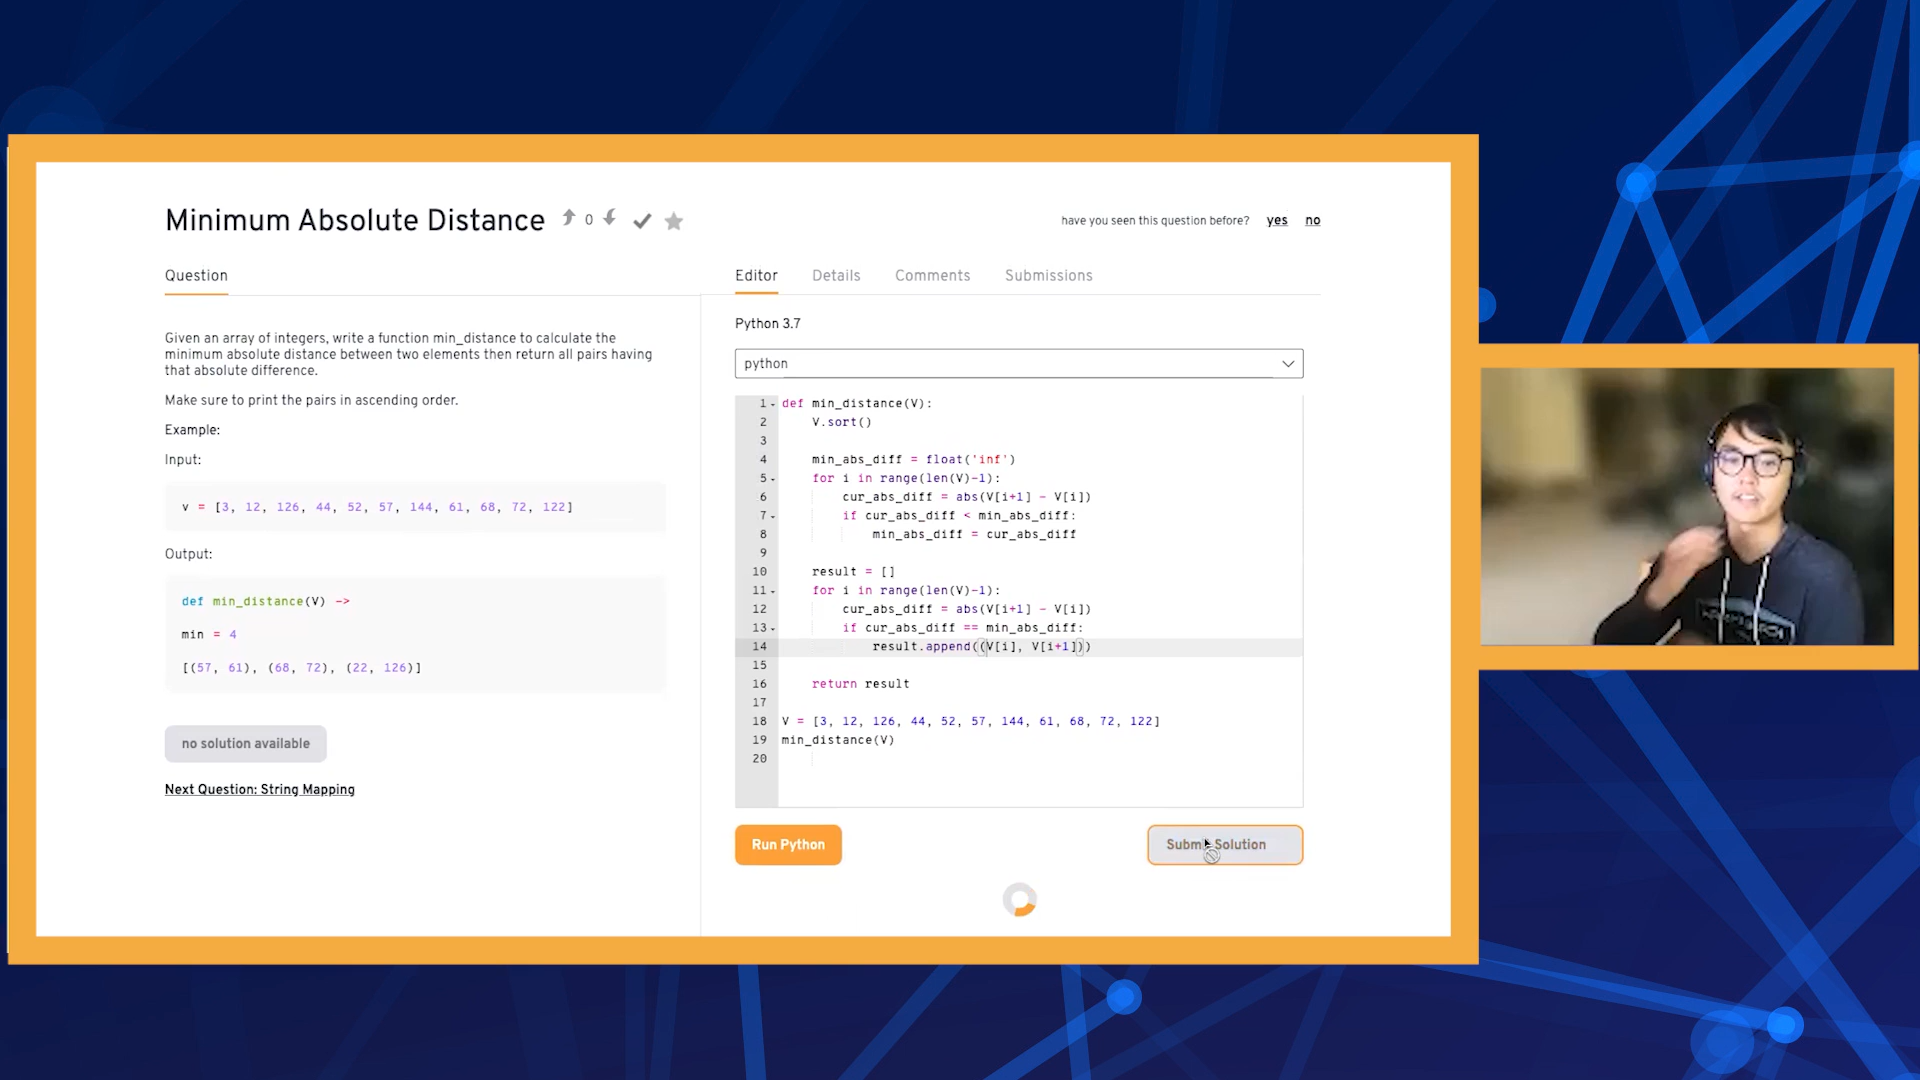 Minimum Absolute Distance 0
have you seen this question before? yes no
Question
Editor Details Comments Submissions
Given an array of integers, write a function min_distance to calculate the
minimum absolute distance between two elements then return all pairs having
that absolute difference.
Make sure to print the pairs in ascending order.
Example:
Input:
v = [3, 12, 126, 44, 52, 57, 144, 61, 68, 72, 122]
Output:
def min_distance(V) ->
min = 4
[(57, 61), (68, 72), (22, 126)]
no solution available
Next Question: String Mapping
Python 3.7
python
1 def min_distance(V):
2 V.sort()
3
4 min_abs_diff = float('inf')
5 for i in range(len(V)-1):
6 cur_abs_diff = abs(V[i+1] - V[i])
7 if cur_abs_diff < min_abs_diff:
8 min_abs_diff = cur_abs_diff
9
10 result = []
11 for i in range(len(V)-1):
12 cur_abs_diff = abs(V[i+1] - V[i])
13 if cur_abs_diff == min_abs_diff:
14 result.append((V[i], V[i+1]))
15
16 return result
17
18 V = [3, 12, 126, 44, 52, 57, 144, 61, 68, 72, 122]
19 min_distance(V)
20
Run Python
Solution